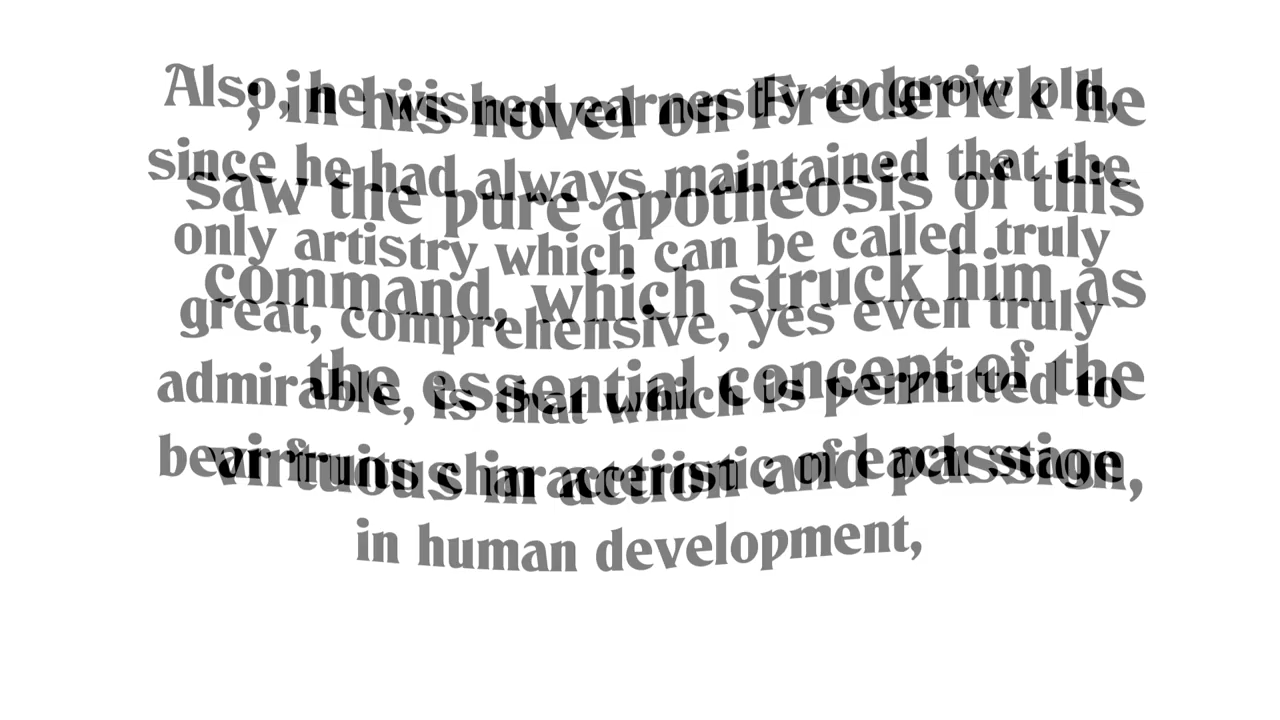 Also, he wished earnestly to grow old,
since he had always maintained that the
only artistry which can be called truly
great, comprehensive, yes even truly
admirable, is that which is permitted to
bear fruits characteristic of each stage
in human development,
; in his novel on Frederick he
saw the pure apotheosis of this
command, which struck him as
the essential concept of the
virtuous in action and passion,